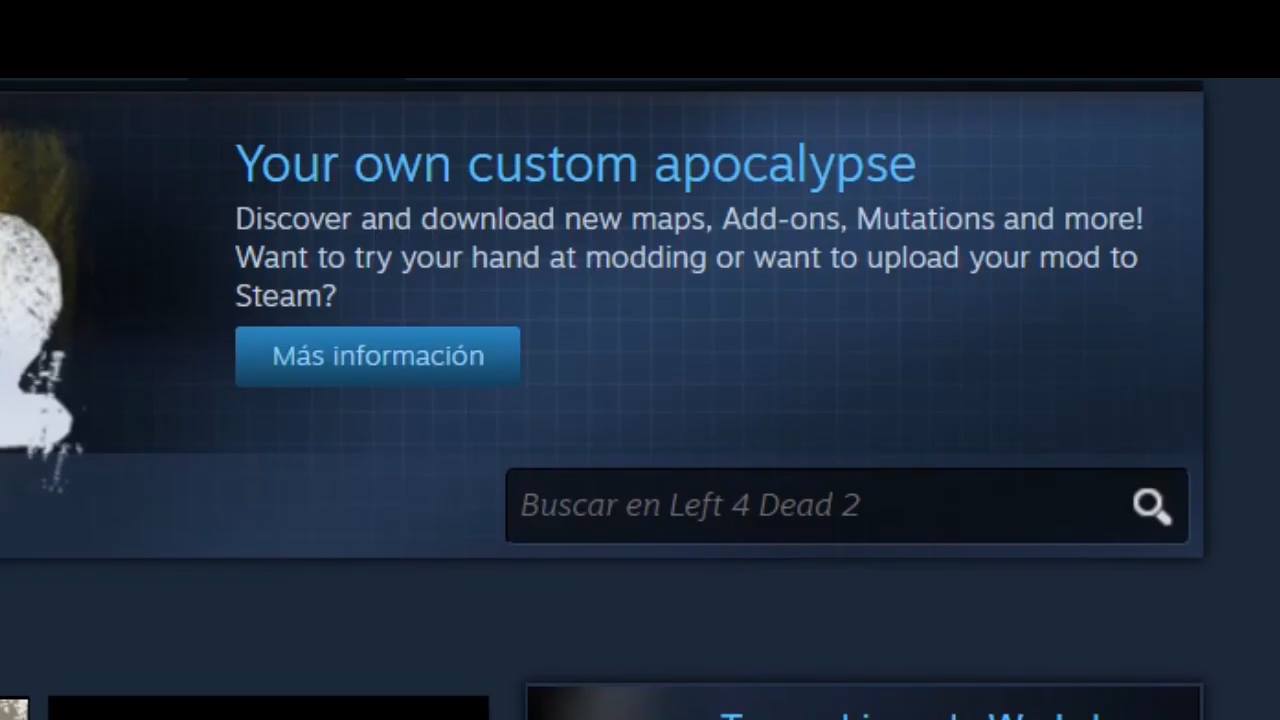 Your own custom apocalypse
Discover and download new maps, Add-ons, Mutations and more!
Want to try your hand at modding or want to upload your mod to
Steam?
Más información
Buscar en Left 4 Dead 2